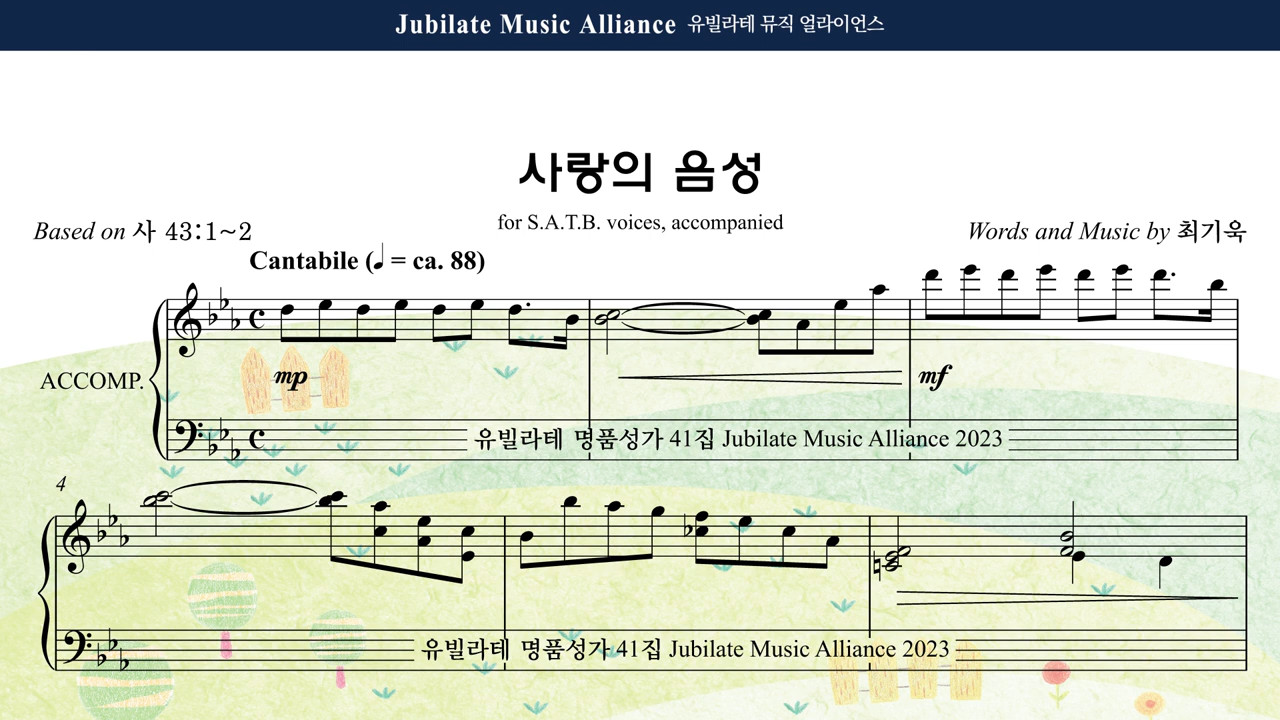 Jubilate Music Alliance 유빌라테 뮤직 얼라이언스
사랑의 음성
for S.A.T.B. voices, accompanied
Based on 사 43:1~2
Words and Music by 최기욱
Cantabile (♩ = ca. 88)
ACCOMP.
mp
mf
유빌라테 명품성가 41집 Jubilate Music Alliance 2023
4
유빌라테 명품성가 41집 Jubilate Music Alliance 2023